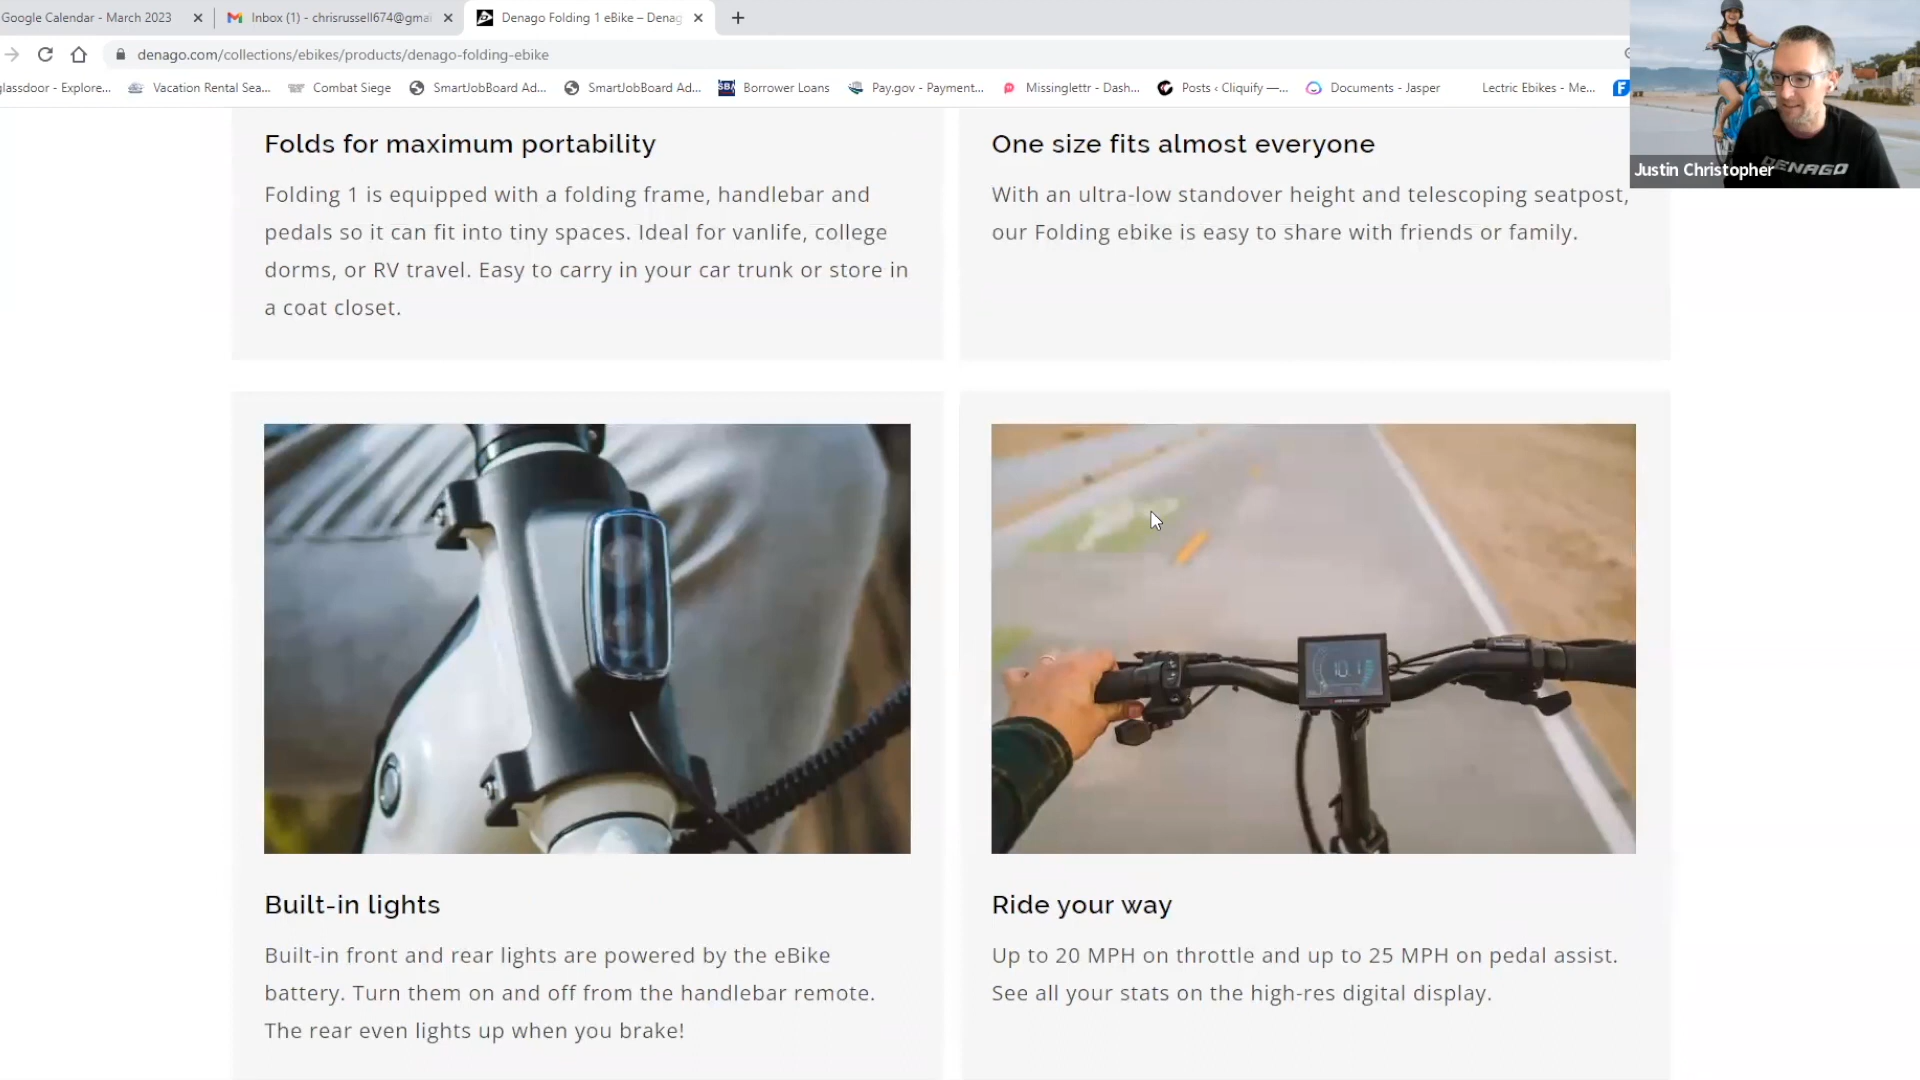 Google Calendar - March 2023
Inbox (1) - chrisrussell674@gmai
Denago Folding 1 eBike – Denag
denago.com/collections/ebikes/products/denago-folding-ebike
glassdoor - Explore...
Vacation Rental Sea...
Combat Siege
SmartJobBoard Ad...
SmartJobBoard Ad...
SBA
Borrower Loans
Pay.gov - Payment...
Missinglettr - Dash...
Posts ‹ Cliquify —...
Documents - Jasper
Lectric Ebikes - Me...
DENAGO
Justin Christopher
Folds for maximum portability
Folding 1 is equipped with a folding frame, handlebar and
pedals so it can fit into tiny spaces. Ideal for vanlife, college
dorms, or RV travel. Easy to carry in your car trunk or store in
a coat closet.
One size fits almost everyone
With an ultra-low standover height and telescoping seatpost,
our Folding ebike is easy to share with friends or family.
10.1
Built-in lights
Built-in front and rear lights are powered by the eBike
battery. Turn them on and off from the handlebar remote.
The rear even lights up when you brake!
Ride your way
Up to 20 MPH on throttle and up to 25 MPH on pedal assist.
See all your stats on the high-res digital display.